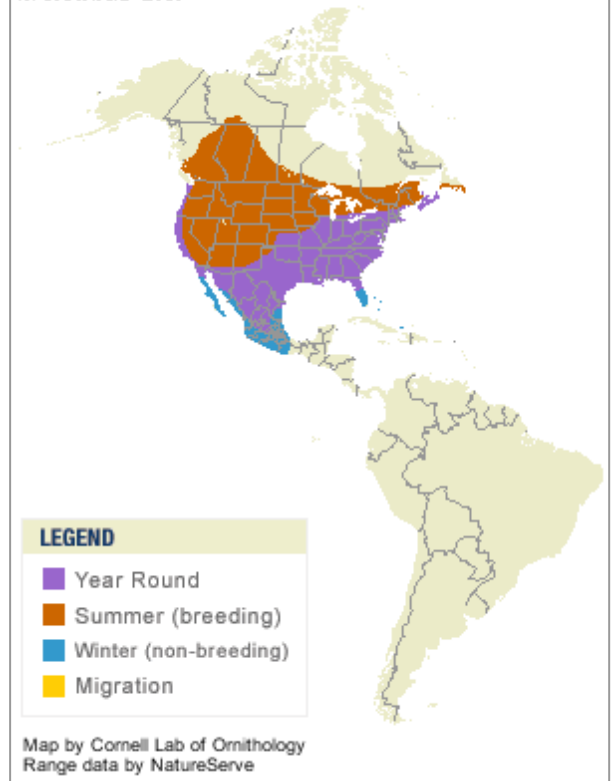 LEGEND
Year Round
Summer (breeding)
Winter (non-breeding)
Migration
Map by Cornell Lab of Ornithology
Range data by NatureServe